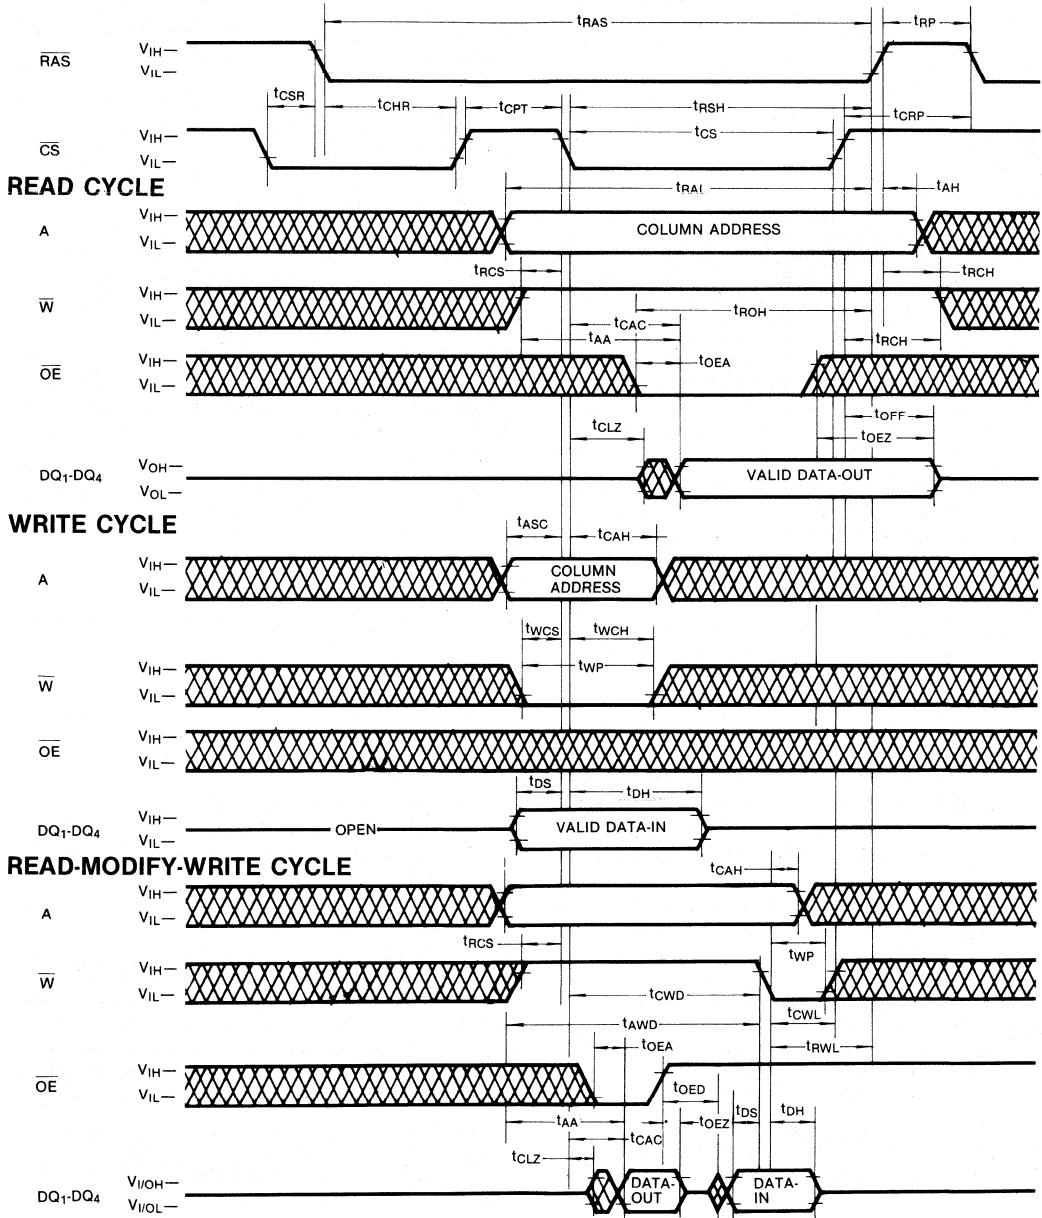 tRAS tRP
RAS VIH
VIL
tCSR tCHR tCPT tRSH tCRP
CS VIH tCS
VIL
READ CYCLE
tRAL tAH
A VIH COLUMN ADDRESS
VIL
tRCS tRCH
W VIH tROH
VIL tCAC
tAA tRCH
OE VIH tOEA
VIL
tCLZ tOFF
tOEZ
DQ1-DQ4 VOH VALID DATA-OUT
VOL
WRITE CYCLE
tASC tCAH
A VIH COLUMN
VIL ADDRESS
tWCS tWCH
tWP
W VIH
VIL
OE VIH
VIL
tDS tDH
DQ1-DQ4 VIH OPEN VALID DATA-IN
VIL
READ-MODIFY-WRITE CYCLE
tCAH
A VIH
VIL
tRCS tWP
W VIH
VIL
tCWD tCWL
tAWD tRWL
tOEA
OE VIH
VIL
tOED
tAA tOEZ tDS tDH
tCAC
tCLZ
DQ1-DQ4 VI/OH DATA- DATA-
VI/OL OUT IN